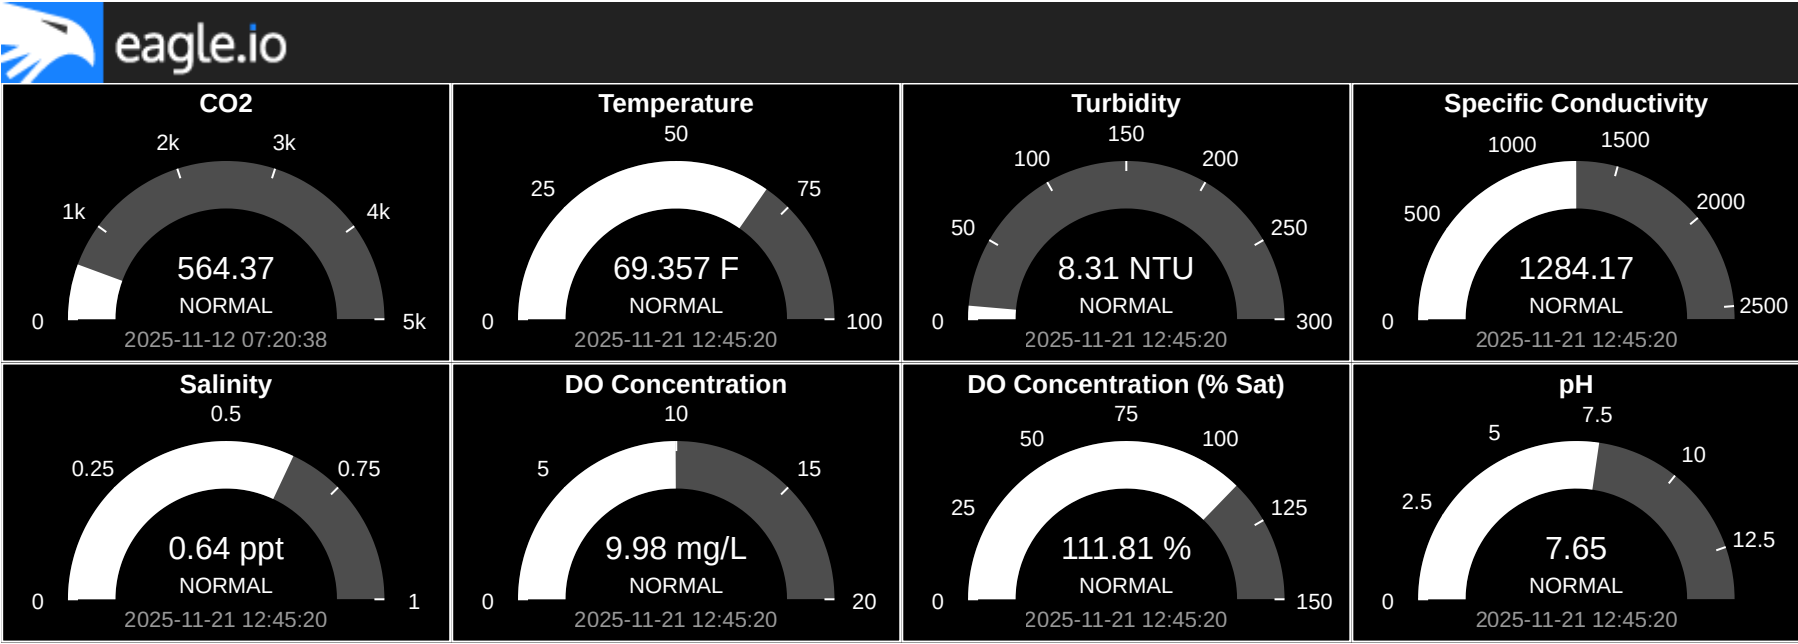 eagle.io
CO2
2k
3k
1k
4k
564.37
NORMAL
0
5k
2025-11-12 07:20:38
Temperature
50
25
75
69.357 F
NORMAL
0
100
2025-11-21 12:45:20
Turbidity
150
100
200
50
250
8.31 NTU
NORMAL
0
300
2025-11-21 12:45:20
Specific Conductivity
1000
1500
500
2000
1284.17
NORMAL
0
2500
2025-11-21 12:45:20
Salinity
0.5
0.25
0.75
0.64 ppt
NORMAL
0
1
2025-11-21 12:45:20
DO Concentration
10
5
15
9.98 mg/L
NORMAL
0
20
2025-11-21 12:45:20
DO Concentration (% Sat)
75
50
100
25
125
111.81 %
NORMAL
0
150
2025-11-21 12:45:20
pH
7.5
5
10
2.5
12.5
7.65
NORMAL
0
2025-11-21 12:45:20